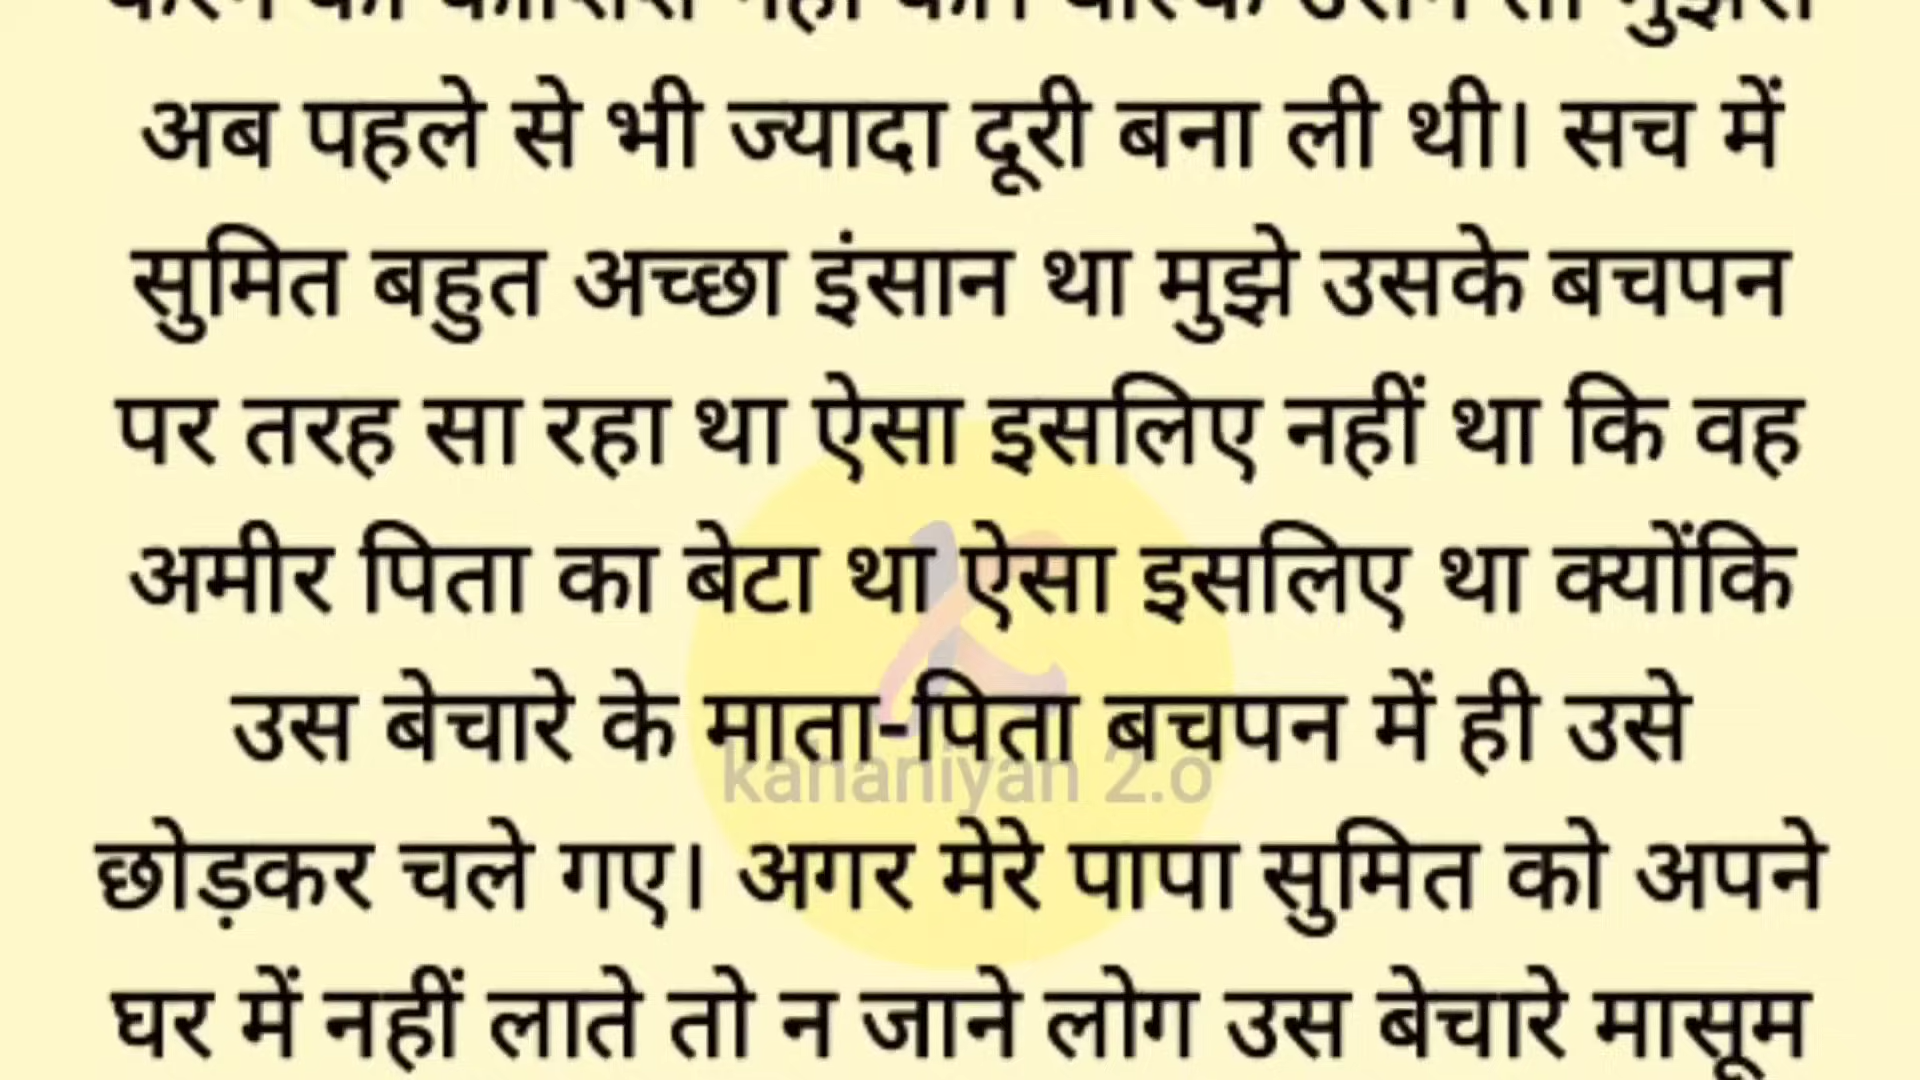 अब पहले से भी ज्यादा दूरी बना ली थी। सच में
सुमित बहुत अच्छा इंसान था मुझे उसके बचपन
पर तरह सा रहा था ऐसा इसलिए नहीं था कि वह
अमीर पिता का बेटा था ऐसा इसलिए था क्योंकि
उस बेचारे के माता-पिता बचपन में ही उसे
kahaniyan 2.o
छोड़कर चले गए। अगर मेरे पापा सुमित को अपने
घर में नहीं लाते तो न जाने लोग उस बेचारे मासूम